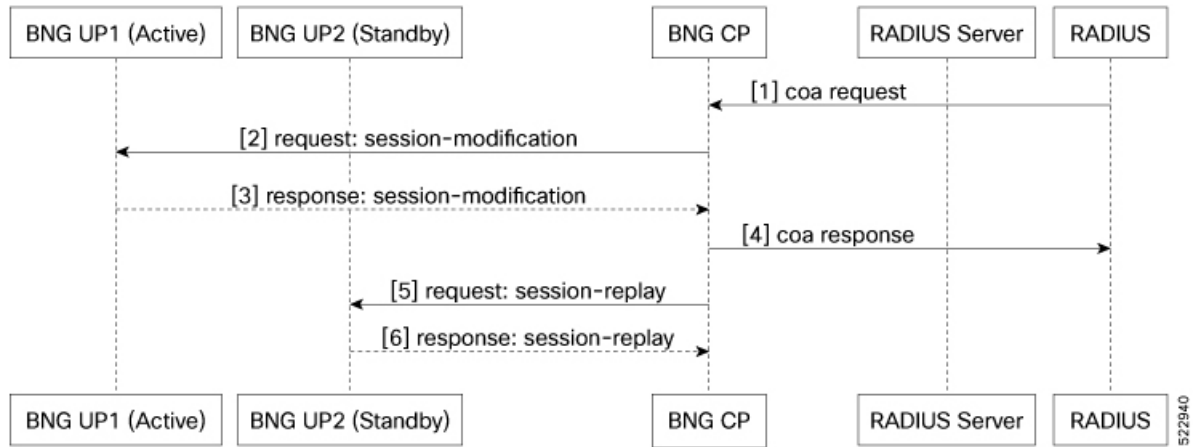 BNG UP1 (Active)
BNG UP2 (Standby)
BNG CP
RADIUS Server
RADIUS
[1] coa request
[2] request: session-modification
[3] response: session-modification
[4] coa response
[5] request: session-replay
[6] response: session-replay
BNG UP1 (Active)
BNG UP2 (Standby)
BNG CP
RADIUS Server
RADIUS
522940